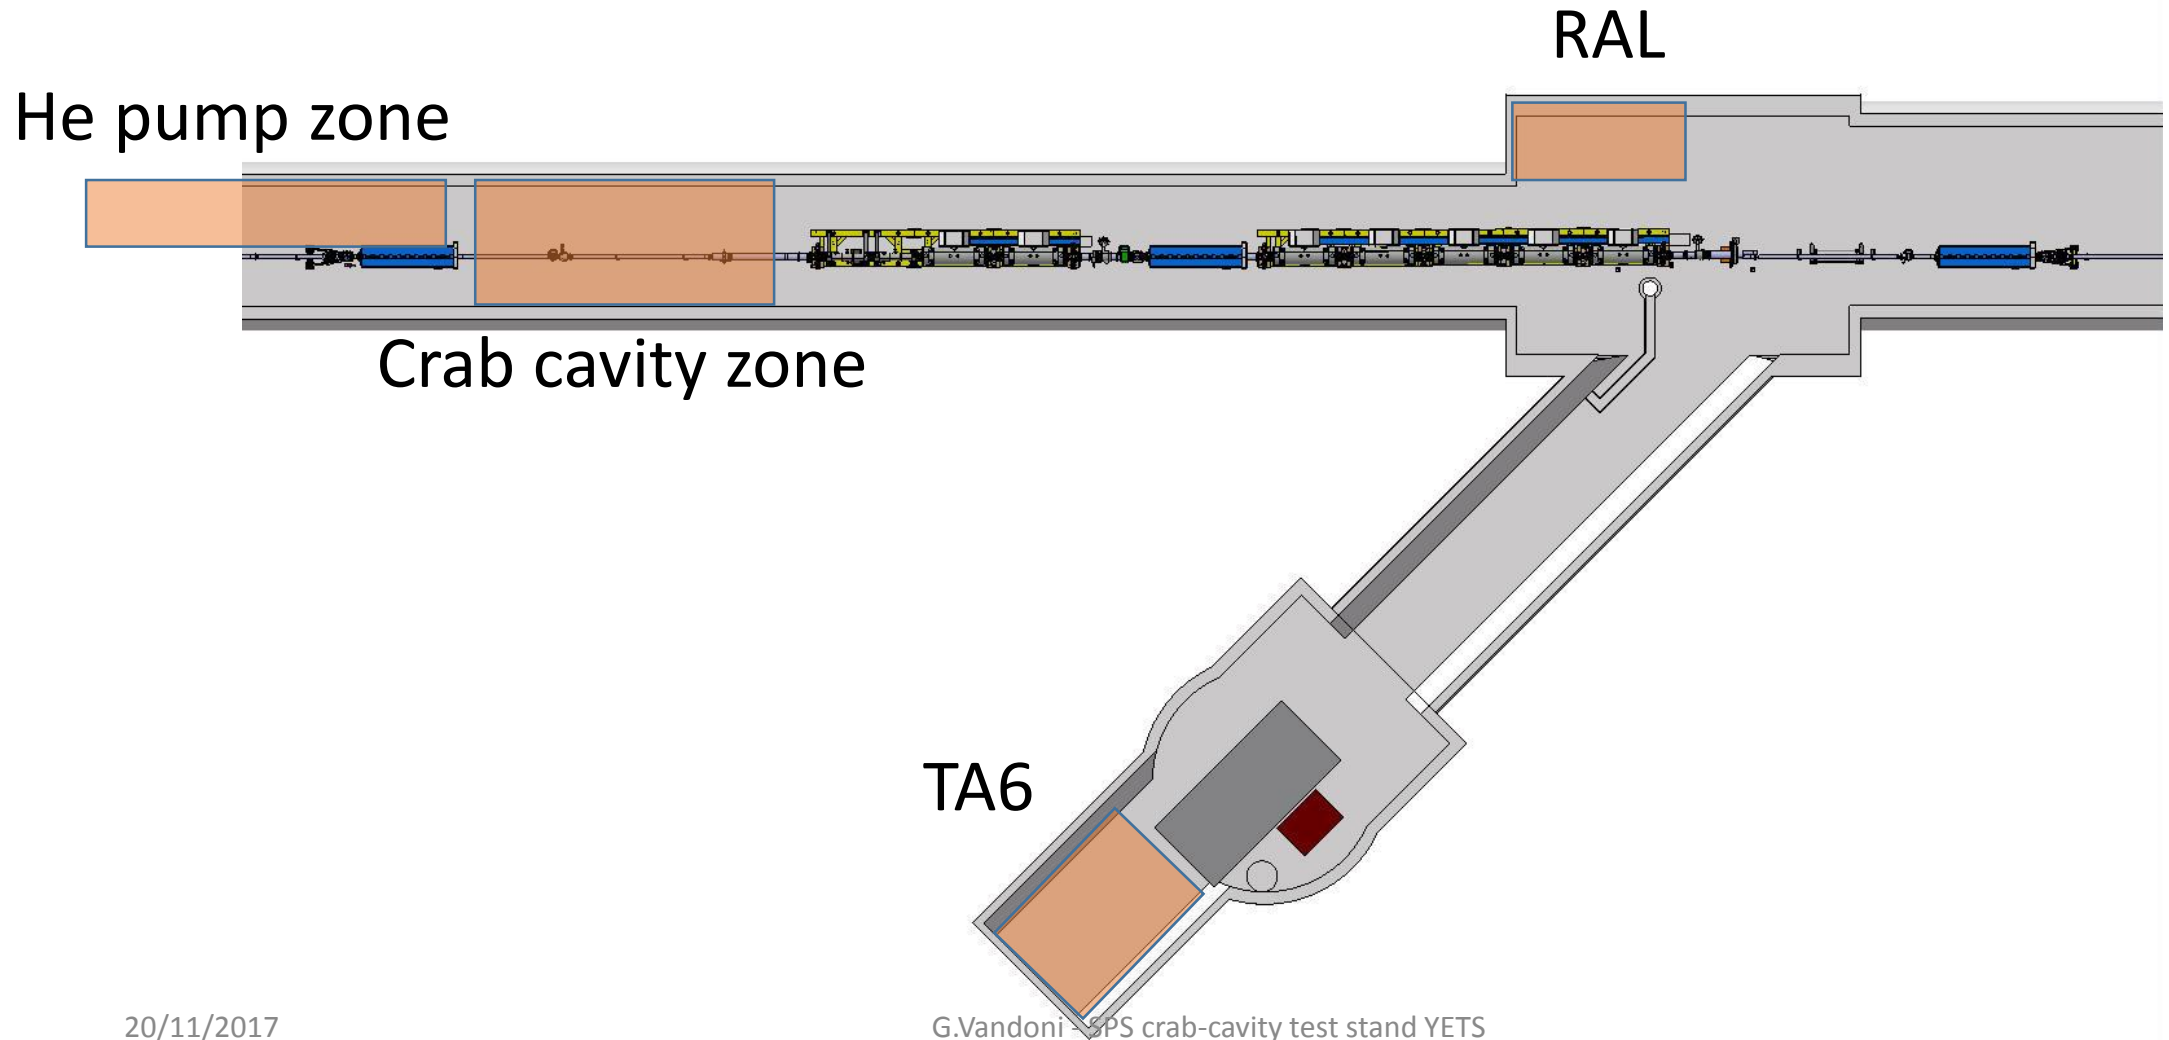 RAL
He pump zone
Crab cavity zone
TA6
20/11/2017
G.Vandoni - SPS crab-cavity test stand YETS